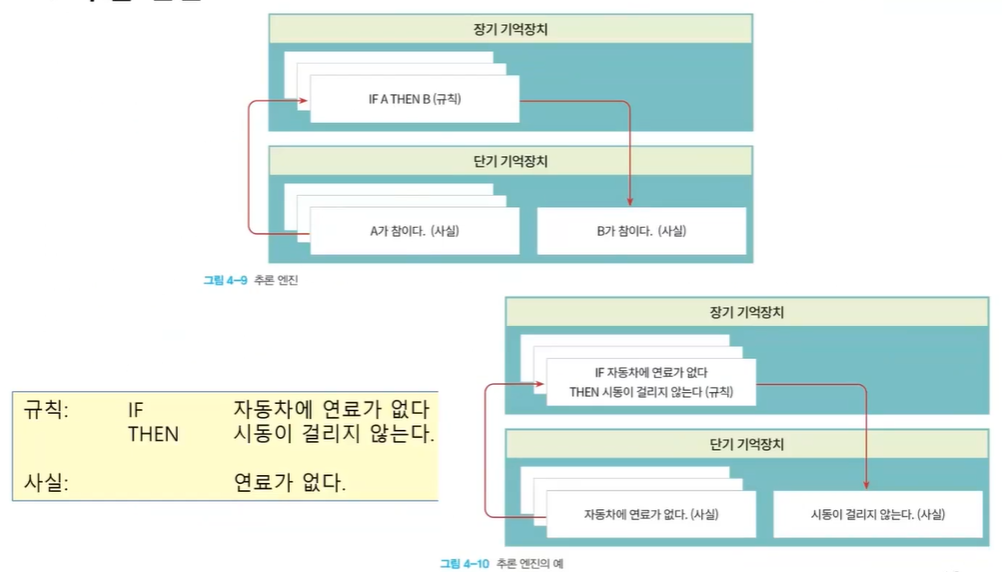 장기 기억장치
IF A THEN B (규칙)
단기 기억장치
A가 참이다. (사실)
B가 참이다. (사실)
그림 4-9 추론 엔진
장기 기억장치
IF 자동차에 연료가 없다
THEN 시동이 걸리지 않는다 (규칙)
단기 기억장치
자동차에 연료가 없다. (사실)
시동이 걸리지 않는다. (사실)
그림 4-10 추론 엔진의 예
규칙: IF 자동차에 연료가 없다
THEN 시동이 걸리지 않는다.
사실: 연료가 없다.